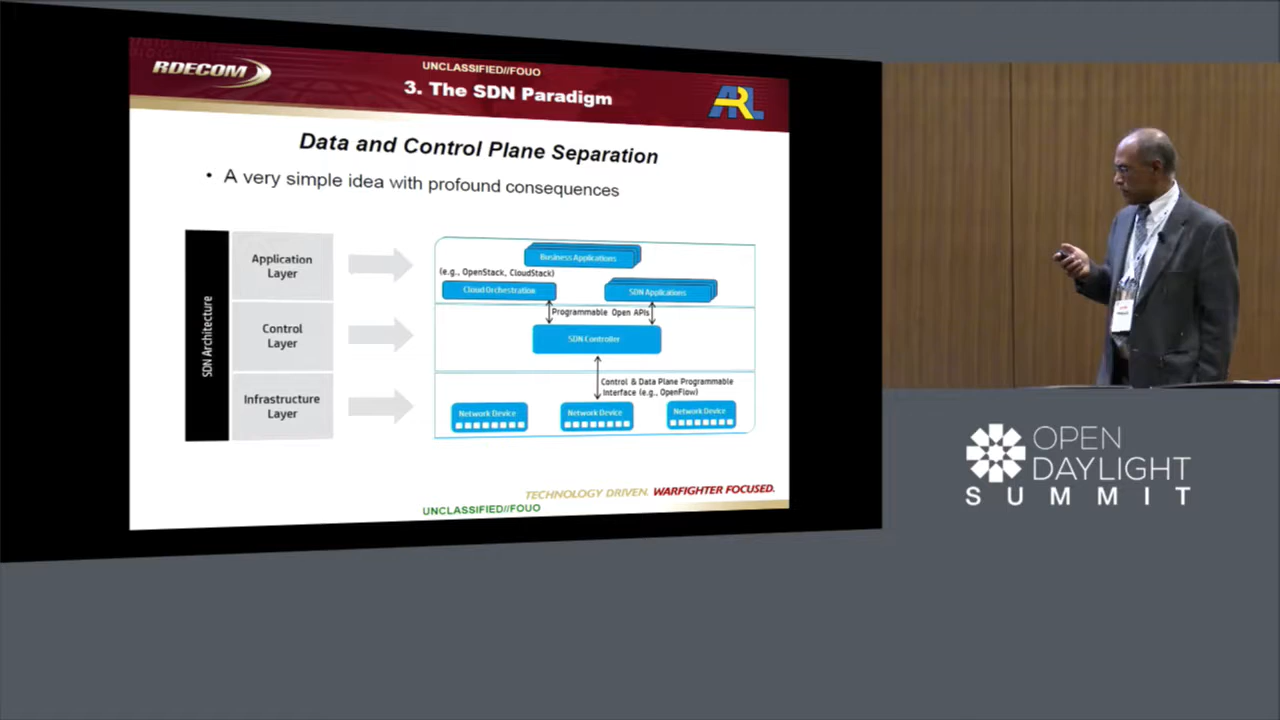 RDECOM
UNCLASSIFIED//FOUO
3. The SDN Paradigm
ARL
Data and Control Plane Separation
• A very simple idea with profound consequences
SDN Architecture
Application
Layer
Control
Layer
Infrastructure
Layer
Business Applications
(e.g., OpenStack, CloudStack)
Cloud Orchestration
SDN Applications
Programmable Open APIs
SDN Controller
Control & Data Plane Programmable
Interface (e.g., OpenFlow)
Network Device
Network Device
Network Device
TECHNOLOGY DRIVEN. WARFIGHTER FOCUSED.
UNCLASSIFIED//FOUO
OPEN
DAYLIGHT
SUMMIT